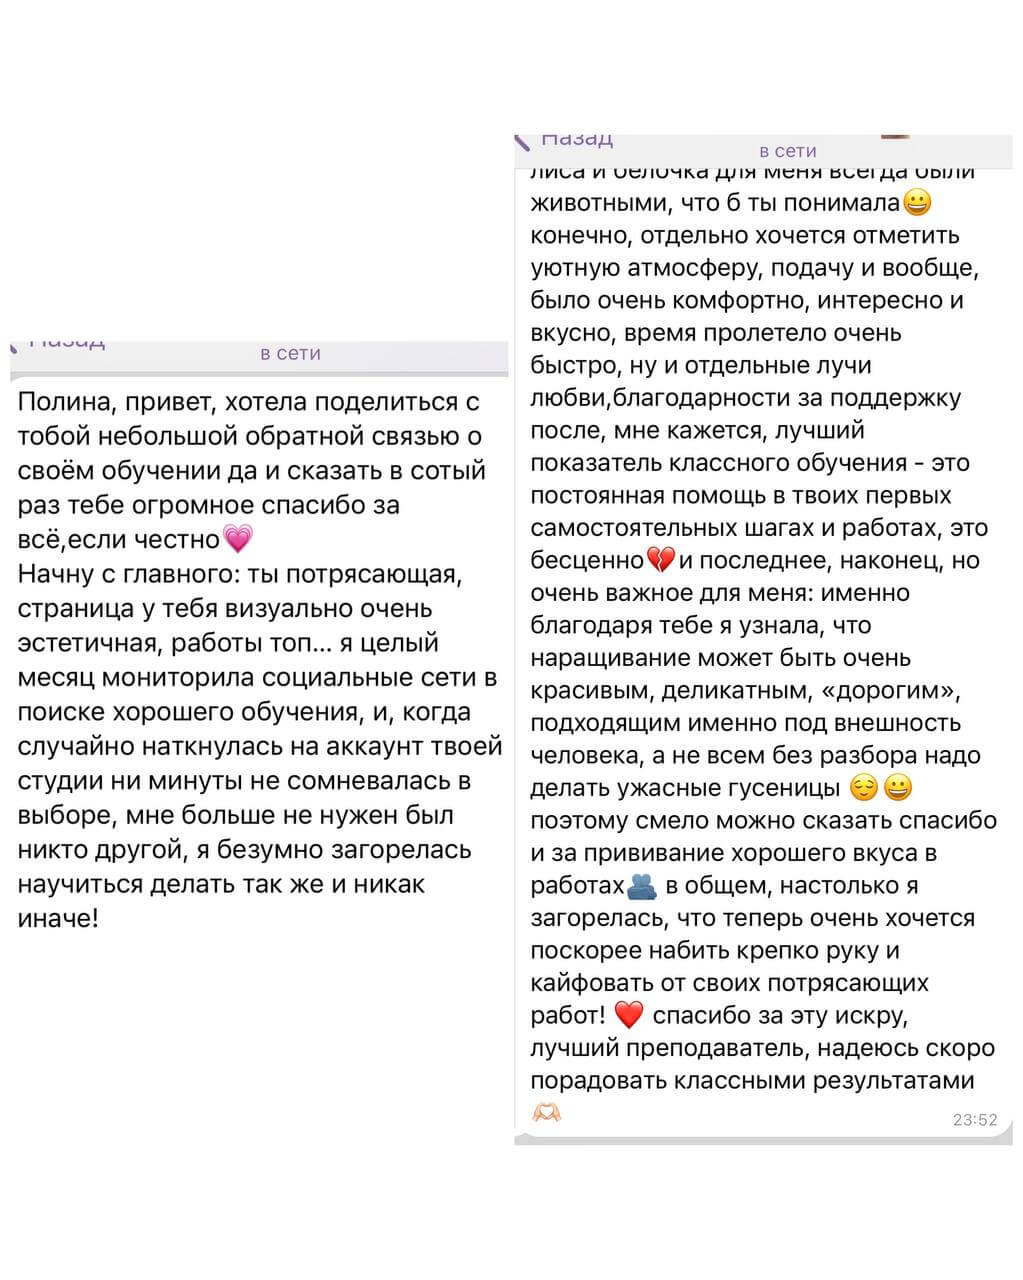 Назад
в сети
Полина, привет, хотела поделиться с
тобой небольшой обратной связью о
своём обучении да и сказать в сотый
раз тебе огромное спасибо за
всё,если честно💗
Начну с главного: ты потрясающая,
страница у тебя визуально очень
эстетичная, работы топ... я целый
месяц мониторила социальные сети в
поиске хорошего обучения, и, когда
случайно наткнулась на аккаунт твоей
студии ни минуты не сомневалась в
выборе, мне больше не нужен был
никто другой, я безумно загорелась
научиться делать так же и никак
иначе!
Назад
в сети
лиса и белочка для меня всегда были
животными, что б ты понимала😀
конечно, отдельно хочется отметить
уютную атмосферу, подачу и вообще,
было очень комфортно, интересно и
вкусно, время пролетело очень
быстро, ну и отдельные лучи
любви,благодарности за поддержку
после, мне кажется, лучший
показатель классного обучения - это
постоянная помощь в твоих первых
самостоятельных шагах и работах, это
бесценно💔и последнее, наконец, но
очень важное для меня: именно
благодаря тебе я узнала, что
наращивание может быть очень
красивым, деликатным, «дорогим»,
подходящим именно под внешность
человека, а не всем без разбора надо
делать ужасные гусеницы 😌😀
поэтому смело можно сказать спасибо
и за прививание хорошего вкуса в
работах🫂 в общем, настолько я
загорелась, что теперь очень хочется
поскорее набить крепко руку и
кайфовать от своих потрясающих
работ! ❤️ спасибо за эту искру,
лучший преподаватель, надеюсь скоро
порадовать классными результатами
🫶🏻
23:52